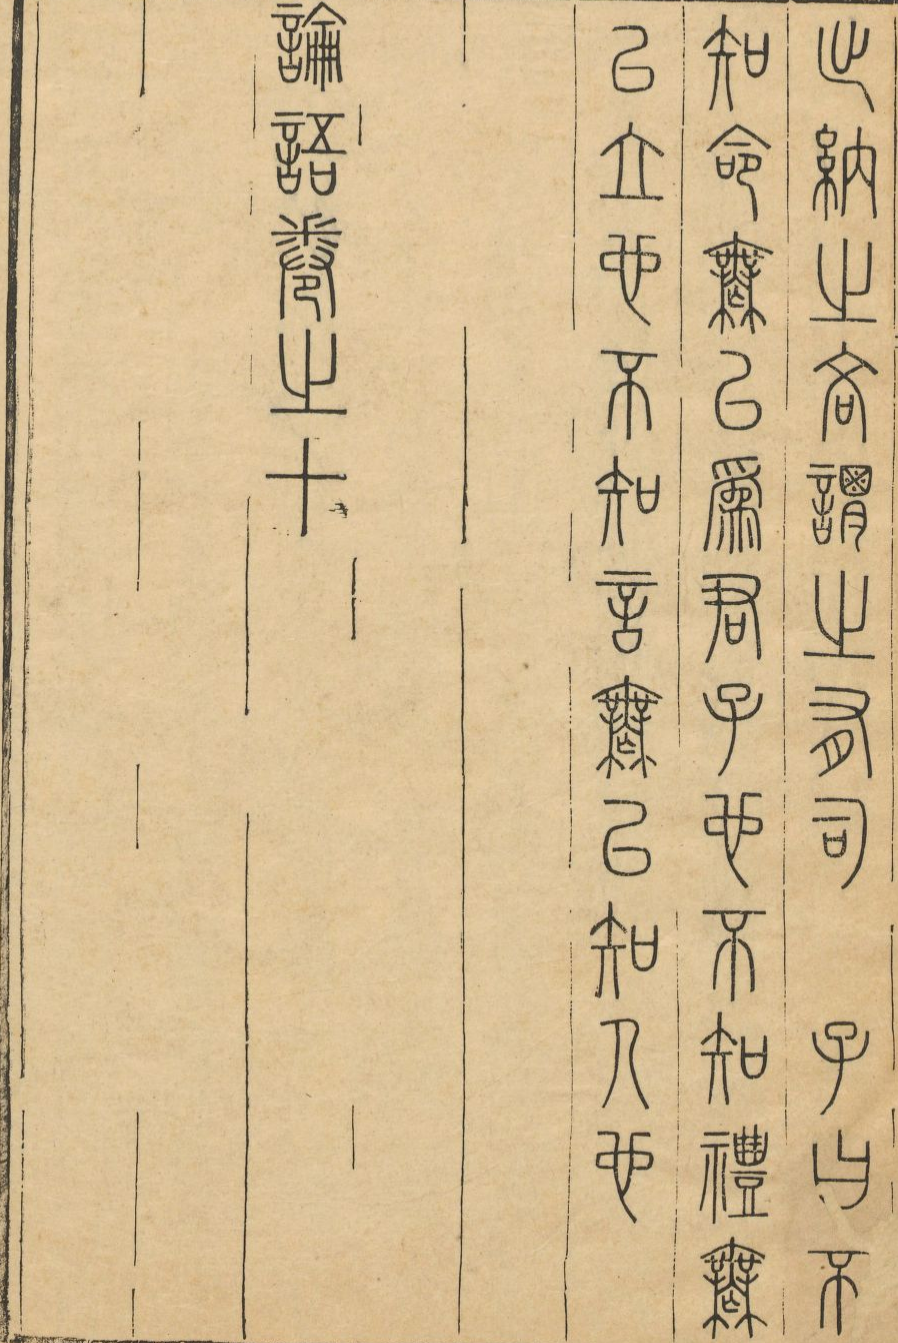 出納之吝謂之有司　子曰不
知命無以爲君子也不知禮無
以立也不知言無以知人也
論語卷之十